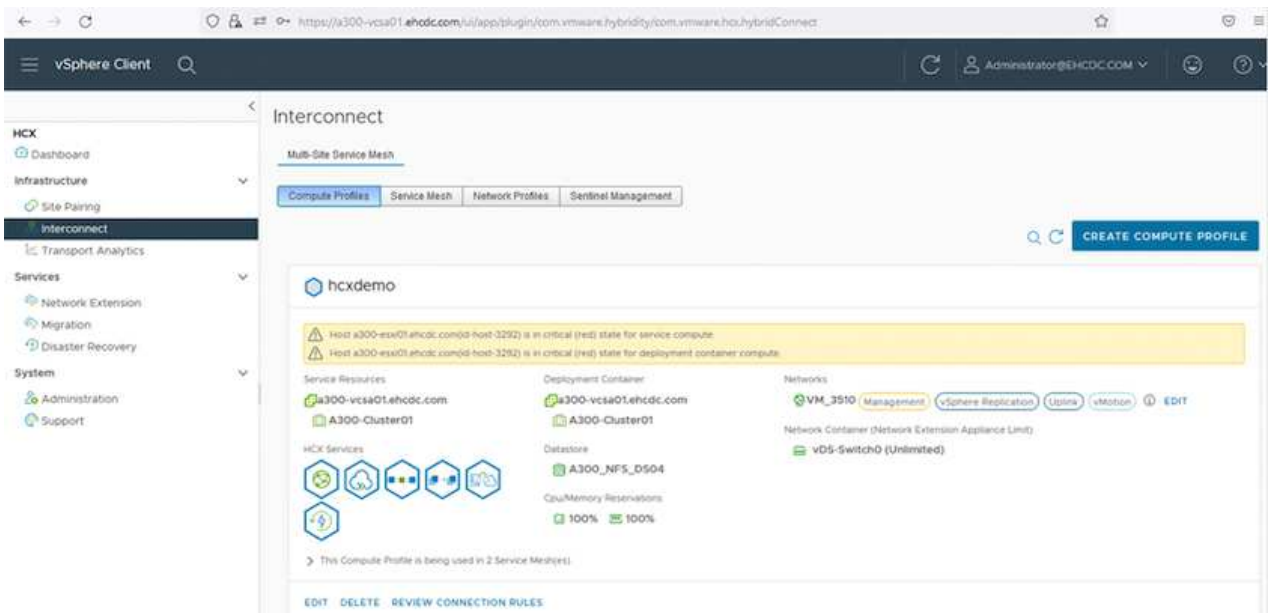 https://a300-vcsa01.ehcdc.com/ui/app/plugin/com.vmware.hybridity/com.vmware.hcx.hybridConnect
vSphere Client
Administrator@EHCDC.COM
HCX
Dashboard
Infrastructure
Site Pairing
Interconnect
Transport Analytics
Services
Network Extension
Migration
Disaster Recovery
System
Administration
Support
Interconnect
Multi-Site Service Mesh
Compute Profiles Service Mesh Network Profiles Sentinel Management
CREATE COMPUTE PROFILE
hcxdemo
Host a300-esxi01.ehcdc.com(id-host-3292) is in critical (red) state for service compute.
Host a300-esxi01.ehcdc.com(id-host-3292) is in critical (red) state for deployment container compute.
Service Resources
a300-vcsa01.ehcdc.com
A300-Cluster01
HCX Services
Deployment Container
a300-vcsa01.ehcdc.com
A300-Cluster01
Datastore
A300_NFS_DS04
Cpu/Memory Reservations
100% 100%
Networks
VM_3510 Management vSphere Replication Uplink vMotion EDIT
Network Container (Network Extension Appliance Limit)
vDS-Switch0 (Unlimited)
This Compute Profile is being used in 2 Service Mesh(es)
EDIT DELETE REVIEW CONNECTION RULES